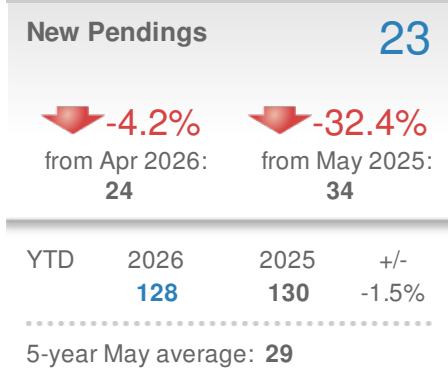 New Pendings 23
-4.2% -32.4%
from Apr 2026: from May 2025:
24 34
YTD 2026 2025 +/-
128 130 -1.5%
5-year May average: 29